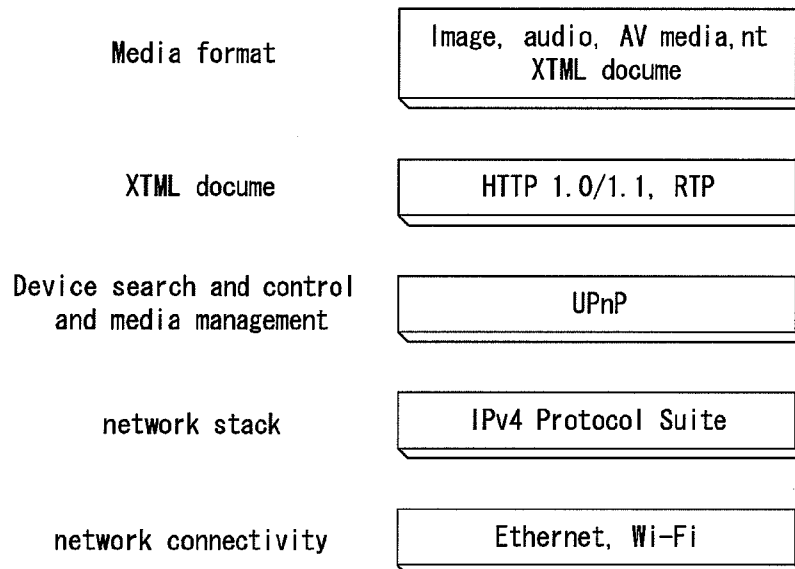 Media format
Image, audio, AV media,nt
XTML docume
XTML docume
HTTP 1.0/1.1, RTP
Device search and control
and media management
UPnP
network stack
IPv4 Protocol Suite
network connectivity
Ethernet, Wi-Fi